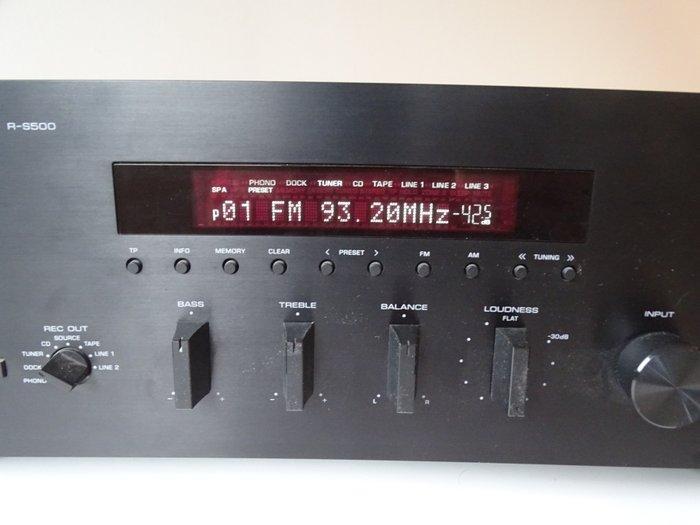 R-S500
PHONO DOCK TUNER CD TAPE LINE 1 LINE 2 LINE 3
SPA PRESET
P01 FM 93.20MHz -42.5dB
TP INFO MEMORY CLEAR < PRESET > FM AM << TUNING >>
BASS TREBLE BALANCE LOUDNESS
FLAT
-30dB
INPUT
REC OUT
SOURCE
CD TAPE
TUNER LINE 1
DOCK LINE 2
PHONO
- + - + L R